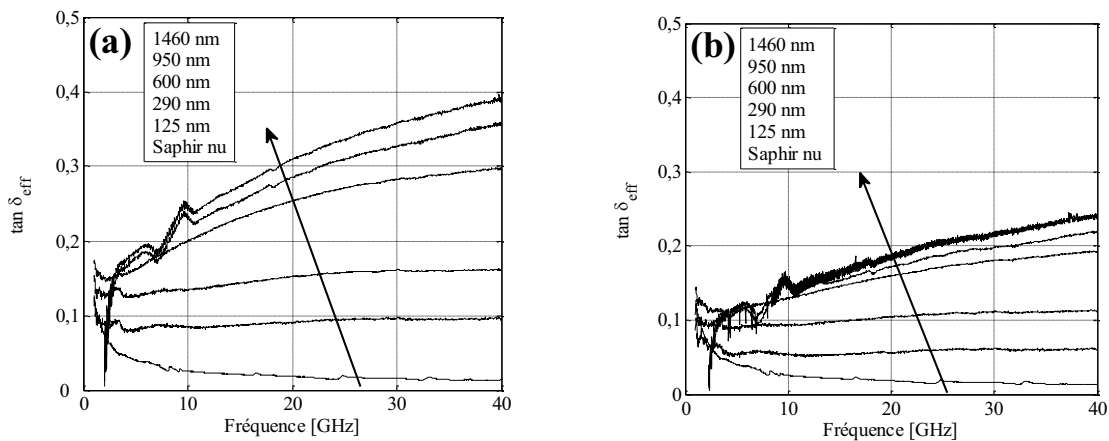 (a)
1460 nm
950 nm
600 nm
290 nm
125 nm
Saphir nu
0,5
0,4
0,3
0,2
0,1
0
tan δeff
0 10 20 30 40
Fréquence [GHz]
(b)
1460 nm
950 nm
600 nm
290 nm
125 nm
Saphir nu
0,5
0,4
0,3
0,2
0,1
0
tan δeff
0 10 20 30 40
Fréquence [GHz]